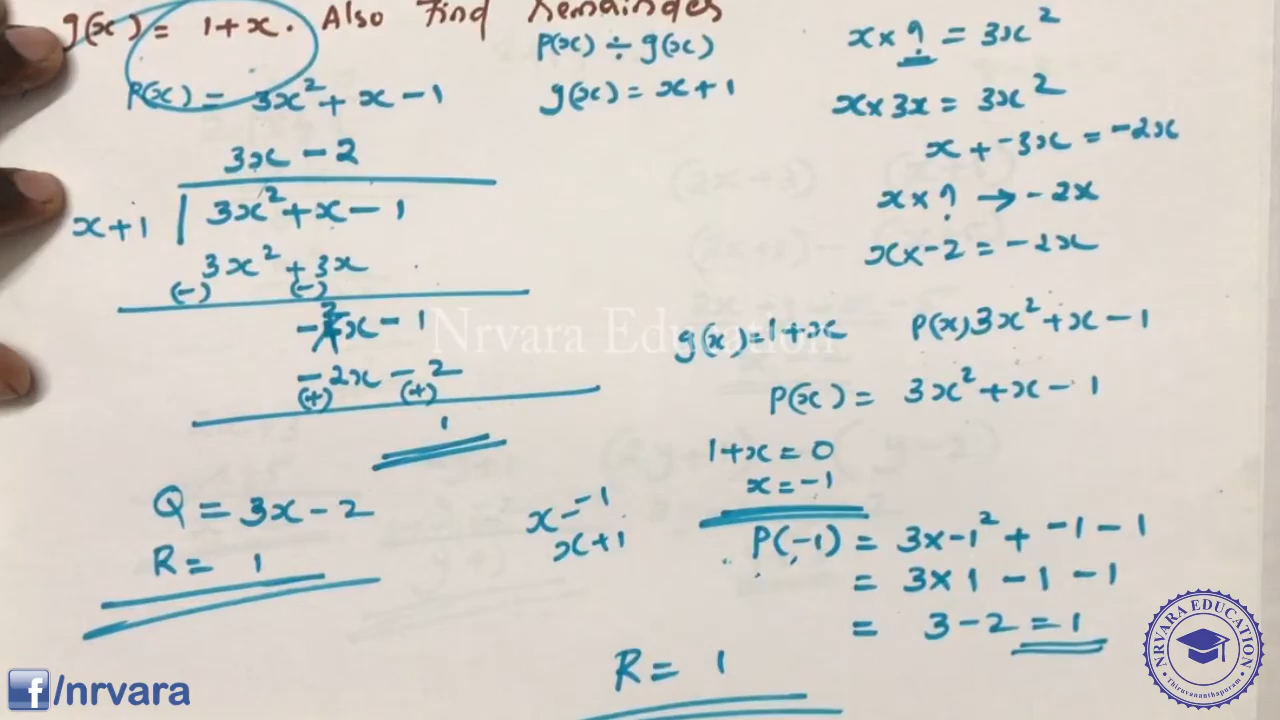 g(x) = 1+x. Also Find Remainder
P(x) = 3x² + x − 1
3x − 2
x+1 | 3x² + x − 1
3x² + 3x
(−) (−)
−2x − 1
−2x − 2
(+) (+)
1
Q = 3x − 2
R = 1
P(x) ÷ g(x)
g(x) = x + 1
x × ? = 3x²
x × 3x = 3x²
x + −3x = −2x
x × ? → −2x
x × −2 = −2x
g(x) = 1+x P(x) 3x² + x − 1
P(x) = 3x² + x − 1
1+x = 0
x = −1
x − −1
x+1
P(−1) = 3x−1² + −1 − 1
= 3×1 − 1 − 1
= 3 − 2 = 1
R = 1
Nrvara Education
f/nrvara
NRVARA EDUCATION
• Thiruvananthapuram •